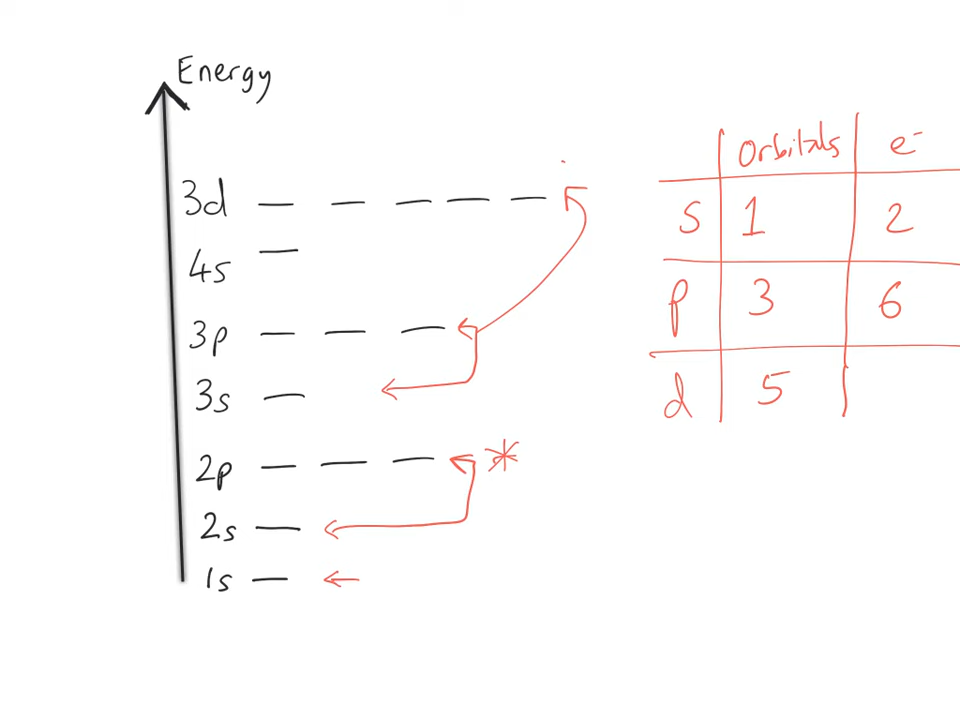 Energy
3d
4s
3p
3s
2p *
2s
1s
Orbitals e⁻
s 1 2
p 3 6
d 5